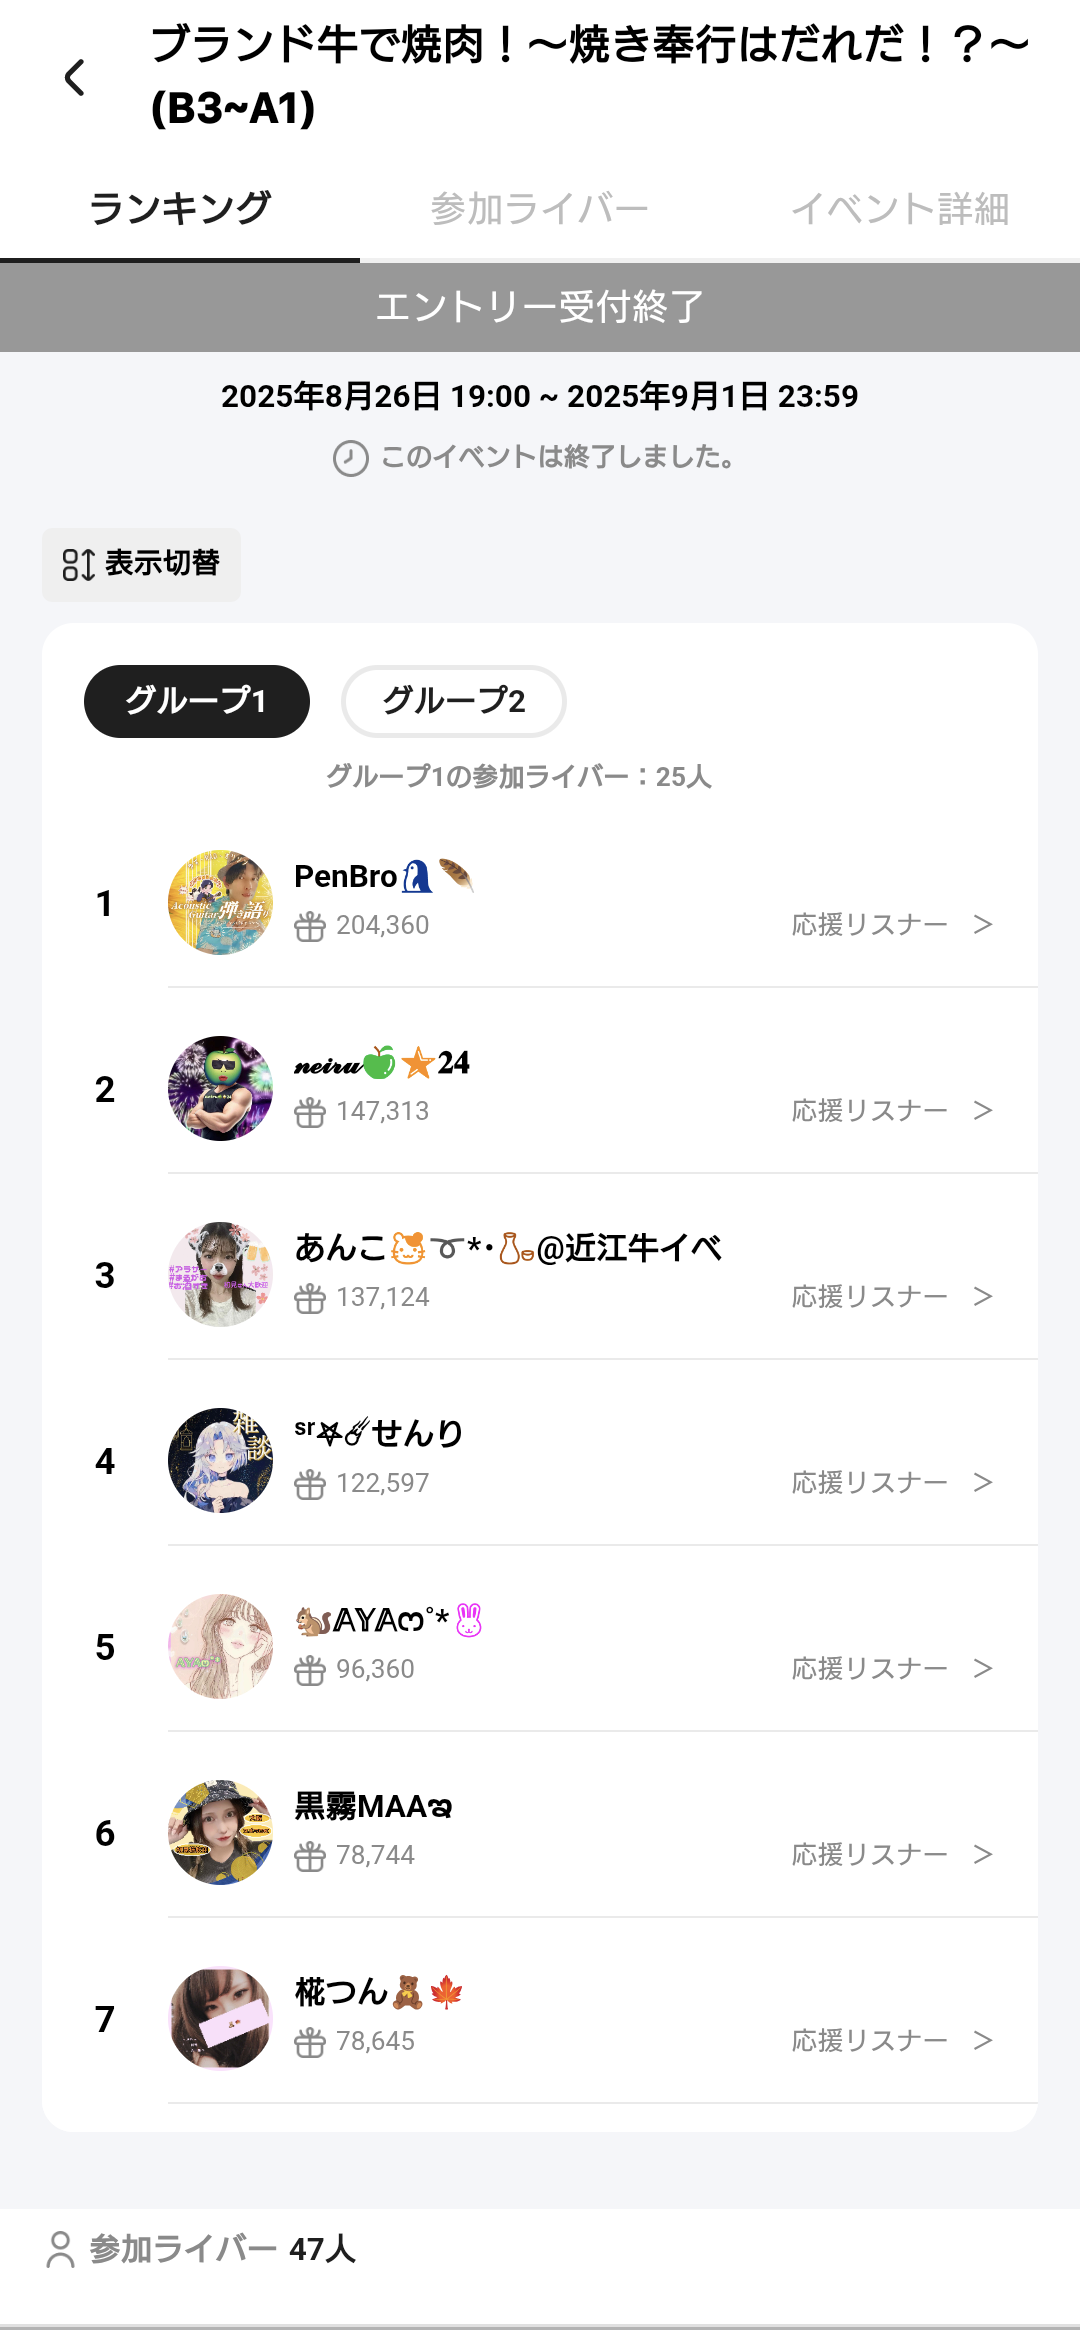 ブランド牛で焼肉！〜焼き奉行はだれだ！？〜
(B3~A1)
ランキング 参加ライバー イベント詳細
エントリー受付終了
2025年8月26日 19:00 ~ 2025年9月1日 23:59
このイベントは終了しました。
表示切替
グループ1 グループ2
グループ1の参加ライバー：25人
1
PenBro🐧🪶
204,360 応援リスナー >
2
𝓷𝓮𝓲𝓻𝓾🍏⭐𝟐𝟒
147,313 応援リスナー >
3
あんこ🐹➰*･🍶@近江牛イベ
137,124 応援リスナー >
4
ˢʳ⛧☄せんり
122,597 応援リスナー >
5
🐿️𝔸𝕐𝔸ෆ˚*🐰
96,360 応援リスナー >
6
黒霧MAAఇ
78,744 応援リスナー >
7
椛つん🧸🍁
78,645 応援リスナー >
参加ライバー 47人